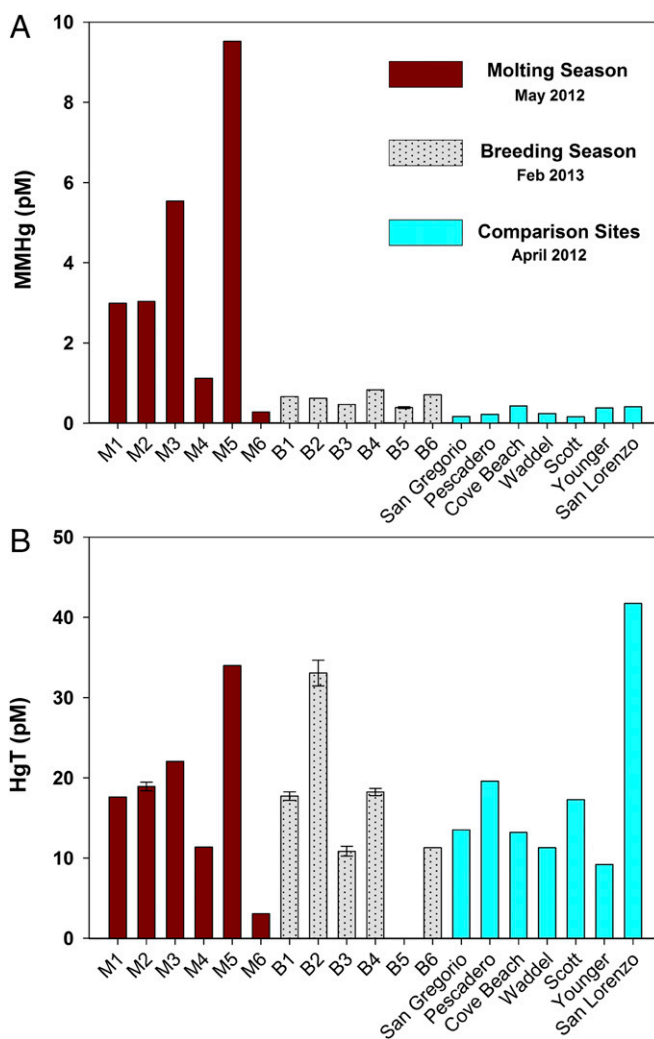 A
10
8
6
4
2
0
MMHg (pM)
Molting Season
May 2012
Breeding Season
Feb 2013
Comparison Sites
April 2012
M1
M2
M3
M4
M5
M6
B1
B2
B3
B4
B5
B6
San Gregorio
Pescadero
Cove Beach
Waddel
Scott
Younger
San Lorenzo
B
50
40
30
20
10
0
HgT (pM)
M1
M2
M3
M4
M5
M6
B1
B2
B3
B4
B5
B6
San Gregorio
Pescadero
Cove Beach
Waddel
Scott
Younger
San Lorenzo